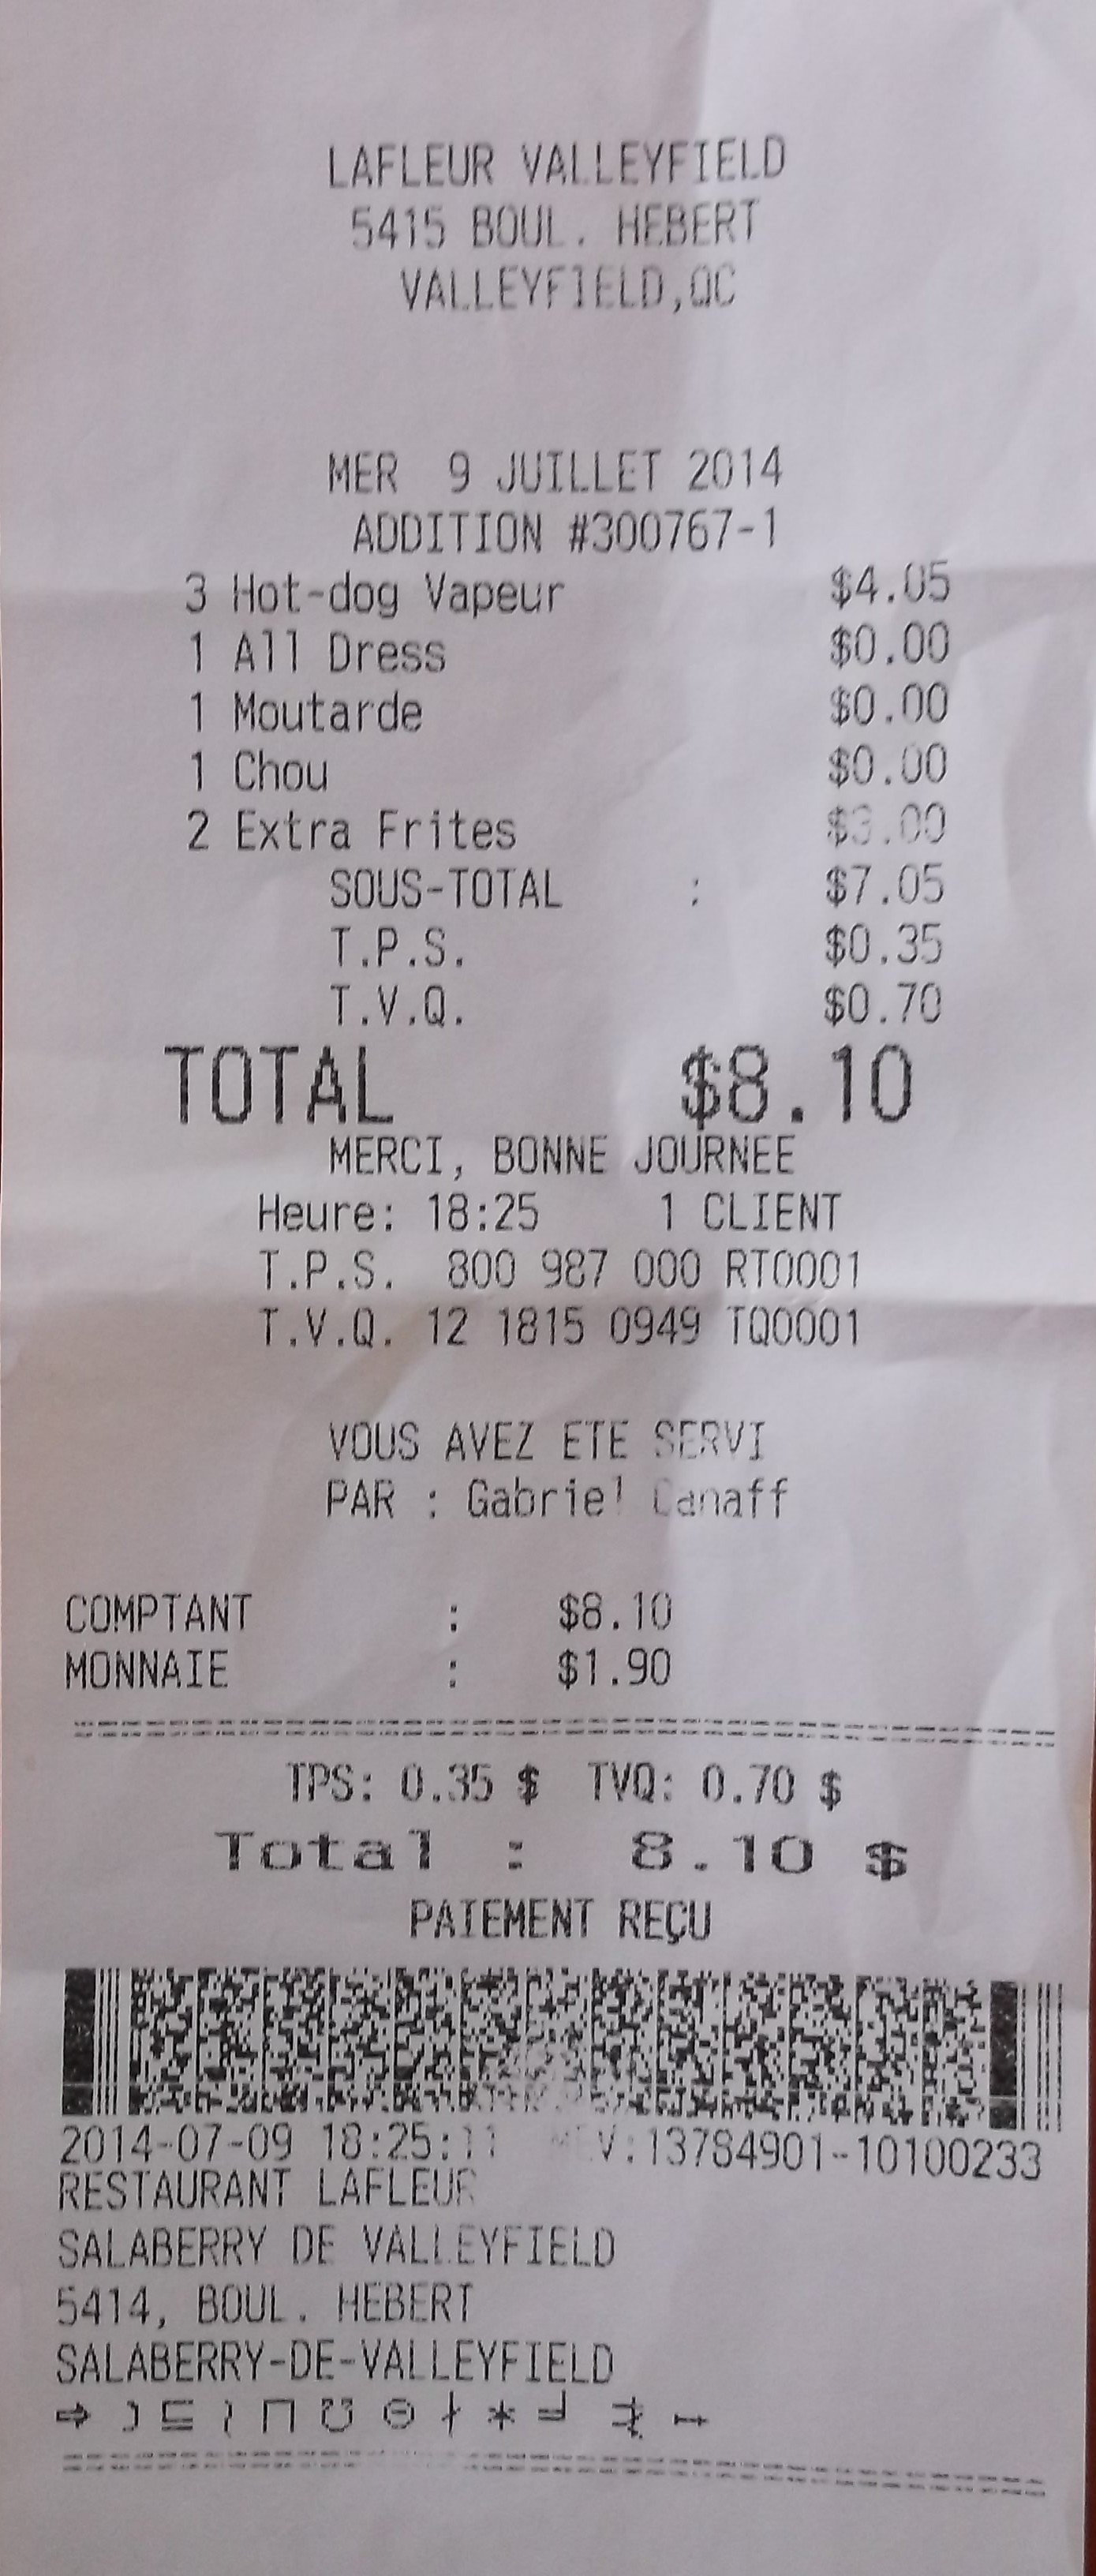 LAFLEUR VALLEYFIELD
5415 BOUL. HEBERT
VALLEYFIELD,QC
MER 9 JUILLET 2014
ADDITION #300767-1
3 Hot-dog Vapeur $4.05
1 All Dress $0.00
1 Moutarde $0.00
1 Chou $0.00
2 Extra Frites $3.00
SOUS-TOTAL : $7.05
T.P.S. $0.35
T.V.Q. $0.70
TOTAL $8.10
MERCI, BONNE JOURNEE
Heure: 18:25 1 CLIENT
T.P.S. 800 987 000 RT0001
T.V.Q. 12 1815 0949 TQ0001
VOUS AVEZ ETE SERVI
PAR : Gabriel
COMPTANT : $8.10
MONNAIE : $1.90
TPS: 0.35 $ TVQ: 0.70 $
Total : 8.10 $
PAIEMENT REÇU
2014-07-09 18:25:11 MEV:13784901-10100233
RESTAURANT LAFLEUR
SALABERRY DE VALLEYFIELD
5414, BOUL. HEBERT
SALABERRY-DE-VALLEYFIELD